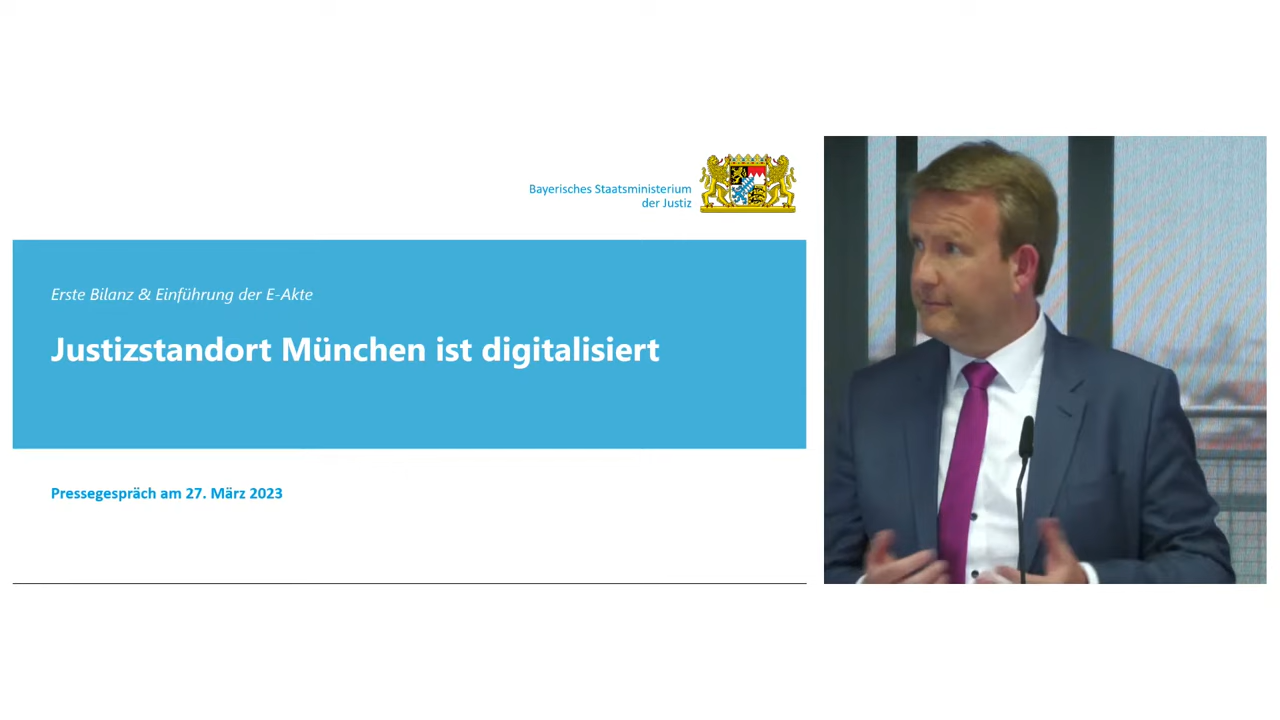 Bayerisches Staatsministerium
der Justiz
Erste Bilanz & Einführung der E-Akte
Justizstandort München ist digitalisiert
Pressegespräch am 27. März 2023